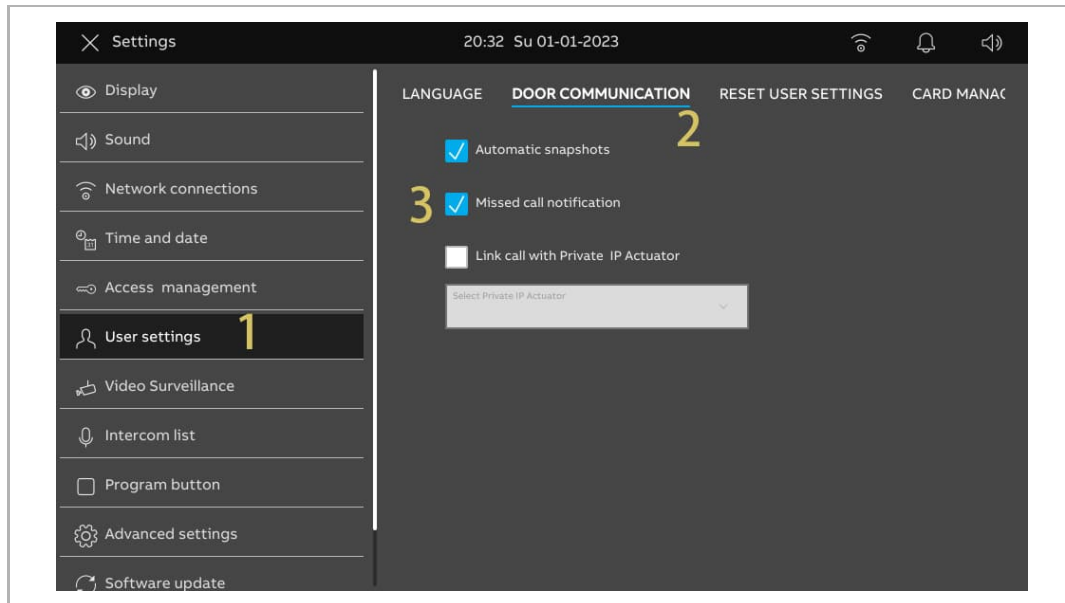 Settings
20:32 Su 01-01-2023
Display
Sound
Network connections
Time and date
Access management
User settings
1
Video Surveillance
Intercom list
Program button
Advanced settings
Software update
LANGUAGE DOOR COMMUNICATION RESET USER SETTINGS CARD MANAC
2
Automatic snapshots
3
Missed call notification
Link call with Private IP Actuator
Select Private IP Actuator